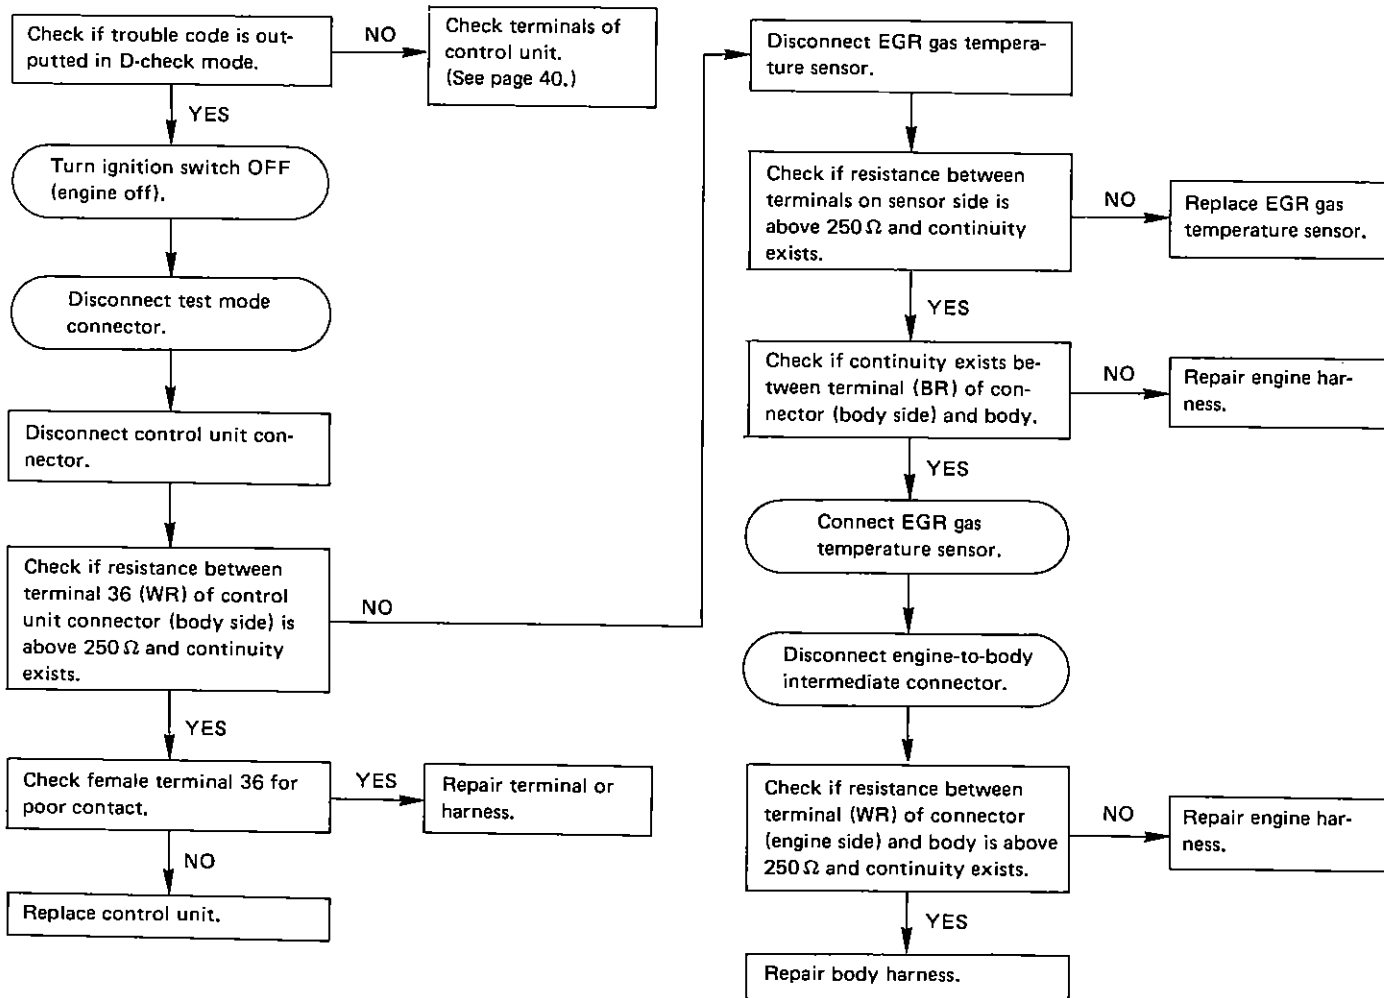 Check if trouble code is out-
putted in D-check mode.
NO
Check terminals of
control unit.
(See page 40.)
YES
Turn ignition switch OFF
(engine off).
Disconnect test mode
connector.
Disconnect control unit con-
nector.
Check if resistance between
terminal 36 (WR) of control
unit connector (body side) is
above 250 Ω and continuity
exists.
NO
YES
Check female terminal 36 for
poor contact.
YES
Repair terminal or
harness.
NO
Replace control unit.
Disconnect EGR gas tempera-
ture sensor.
Check if resistance between
terminals on sensor side is
above 250 Ω and continuity
exists.
NO
Replace EGR gas
temperature sensor.
YES
Check if continuity exists be-
tween terminal (BR) of con-
nector (body side) and body.
NO
Repair engine har-
ness.
YES
Connect EGR gas
temperature sensor.
Disconnect engine-to-body
intermediate connector.
Check if resistance between
terminal (WR) of connector
(engine side) and body is above
250 Ω and continuity exists.
NO
Repair engine har-
ness.
YES
Repair body harness.